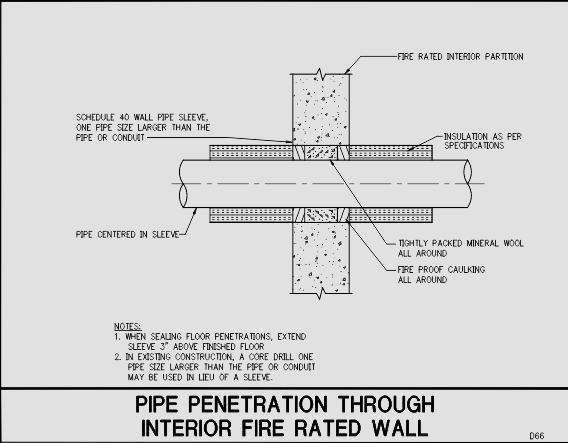 FIRE RATED INTERIOR PARTITION
SCHEDULE 40 WALL PIPE SLEEVE,
ONE PIPE SIZE LARGER THAN THE
PIPE OR CONDUIT
INSULATION AS PER
SPECIFICATIONS
PIPE CENTERED IN SLEEVE
TIGHTLY PACKED MINERAL WOOL
ALL AROUND
FIRE PROOF CAULKING
ALL AROUND
NOTES:
1. WHEN SEALING FLOOR PENETRATIONS, EXTEND
SLEEVE 3" ABOVE FINISHED FLOOR
2. IN EXISTING CONSTRUCTION, A CORE DRILL ONE
PIPE SIZE LARGER THAN THE PIPE OR CONDUIT
MAY BE USED IN LIEU OF A SLEEVE.
PIPE PENETRATION THROUGH
INTERIOR FIRE RATED WALL
D66